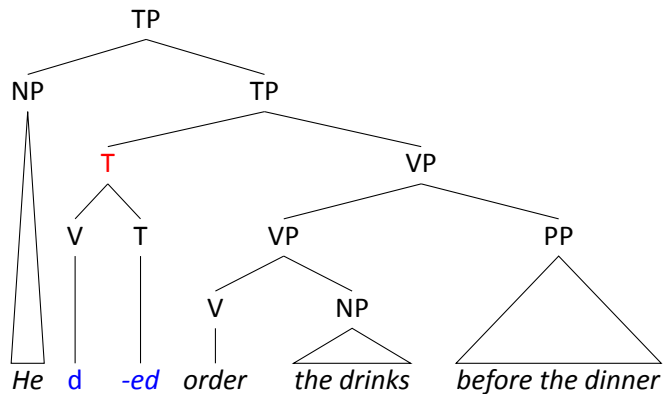 TP
NP TP
T VP
V T VP PP
V NP
He d -ed order the drinks before the dinner